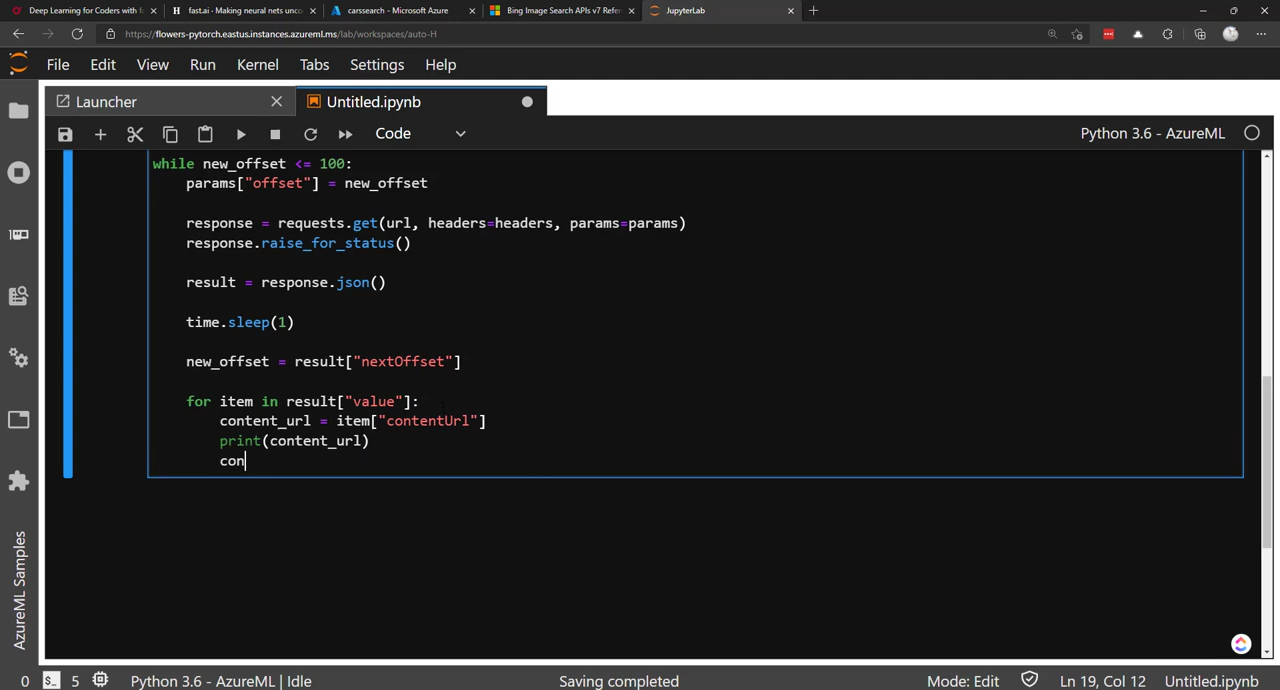 Deep Learning for Coders with fa
fast.ai - Making neural nets unco
carssearch - Microsoft Azure
Bing Image Search APIs v7 Refer
JupyterLab
https://flowers-pytorch.eastus.instances.azureml.ms/lab/workspaces/auto-H
File Edit View Run Kernel Tabs Settings Help
Launcher
Untitled.ipynb
Code
Python 3.6 - AzureML
while new_offset <= 100:
params["offset"] = new_offset
response = requests.get(url, headers=headers, params=params)
response.raise_for_status()
result = response.json()
time.sleep(1)
new_offset = result["nextOffset"]
for item in result["value"]:
content_url = item["contentUrl"]
print(content_url)
con
AzureML Samples
0 $_ 5 Python 3.6 - AzureML | Idle Saving completed Mode: Edit Ln 19, Col 12 Untitled.ipynb